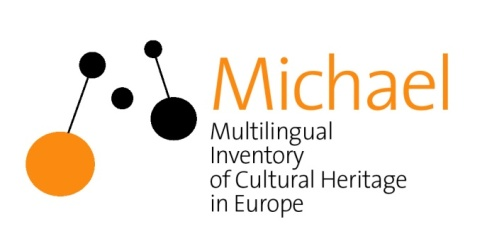 Michael
Multilingual
Inventory
of Cultural Heritage
in Europe